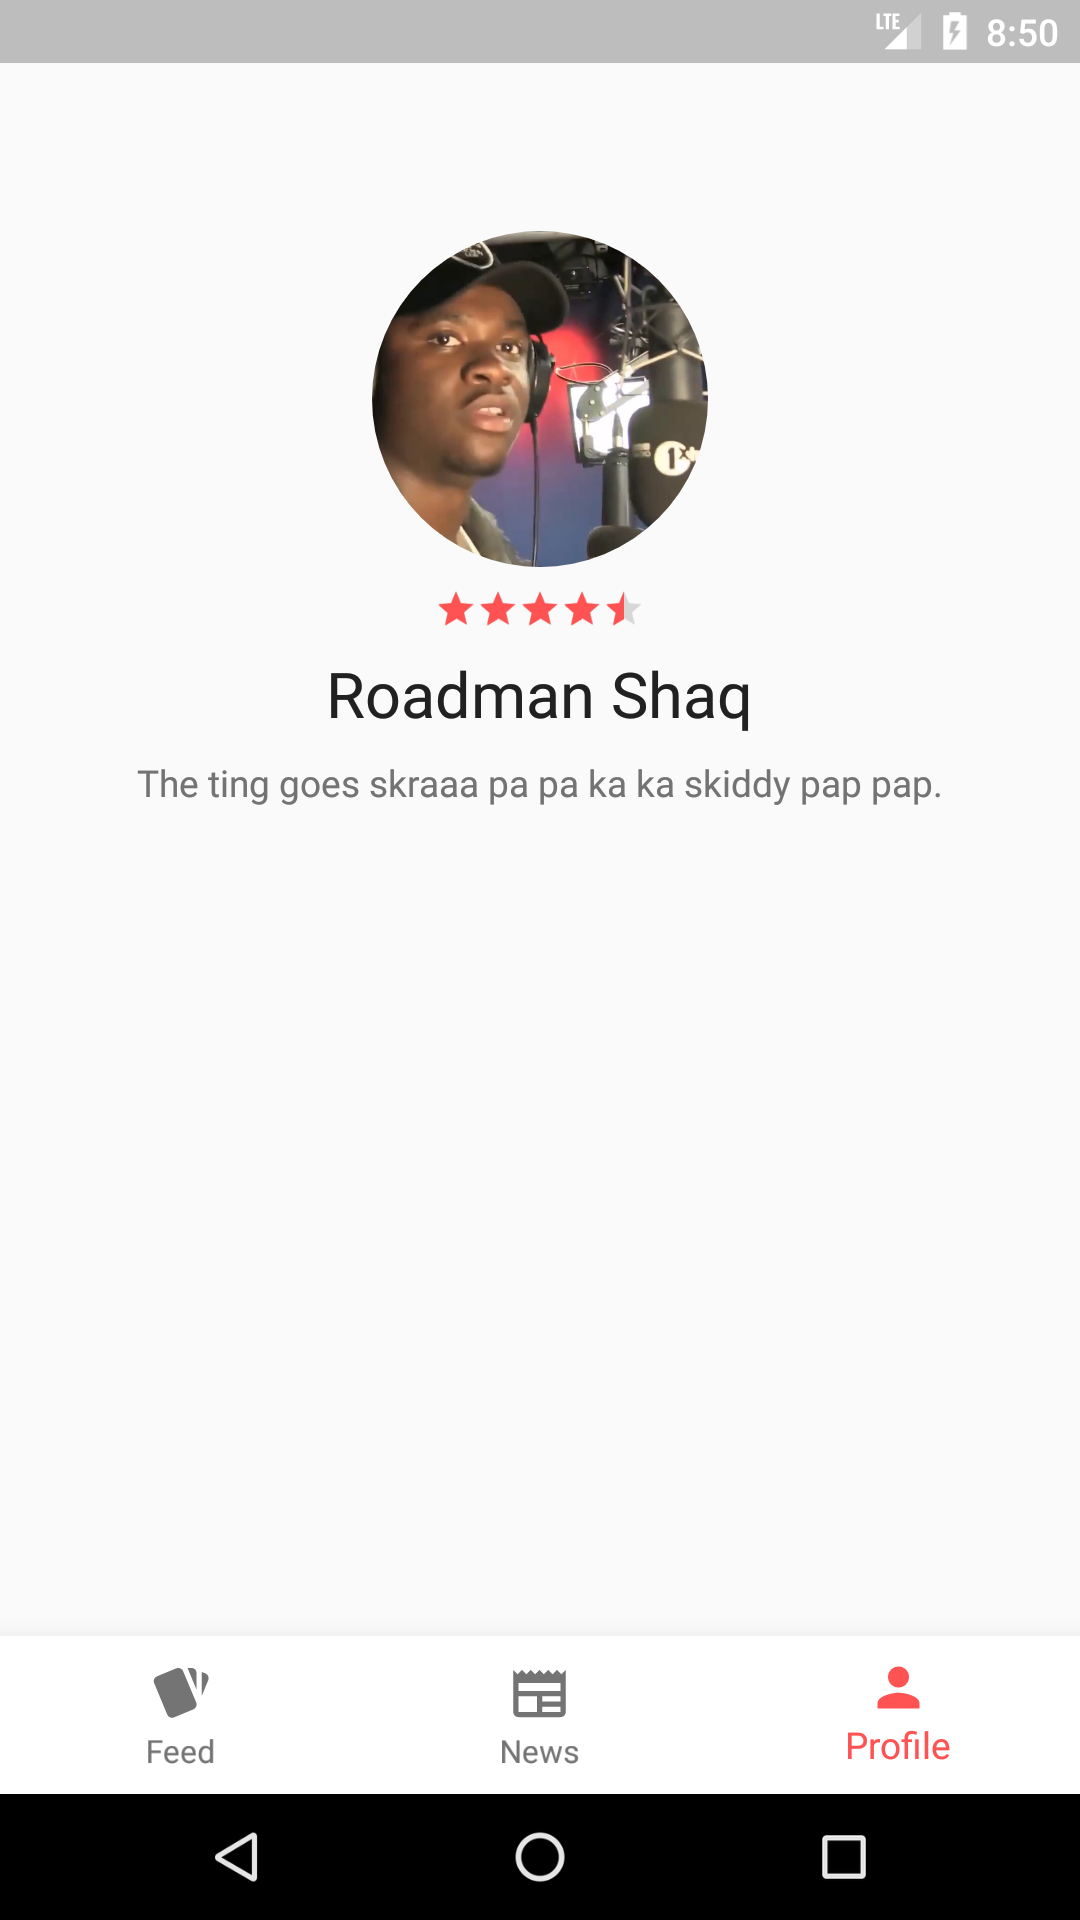 LTE 8:50
1
Roadman Shaq
The ting goes skraaa pa pa ka ka skiddy pap pap.
Feed News Profile